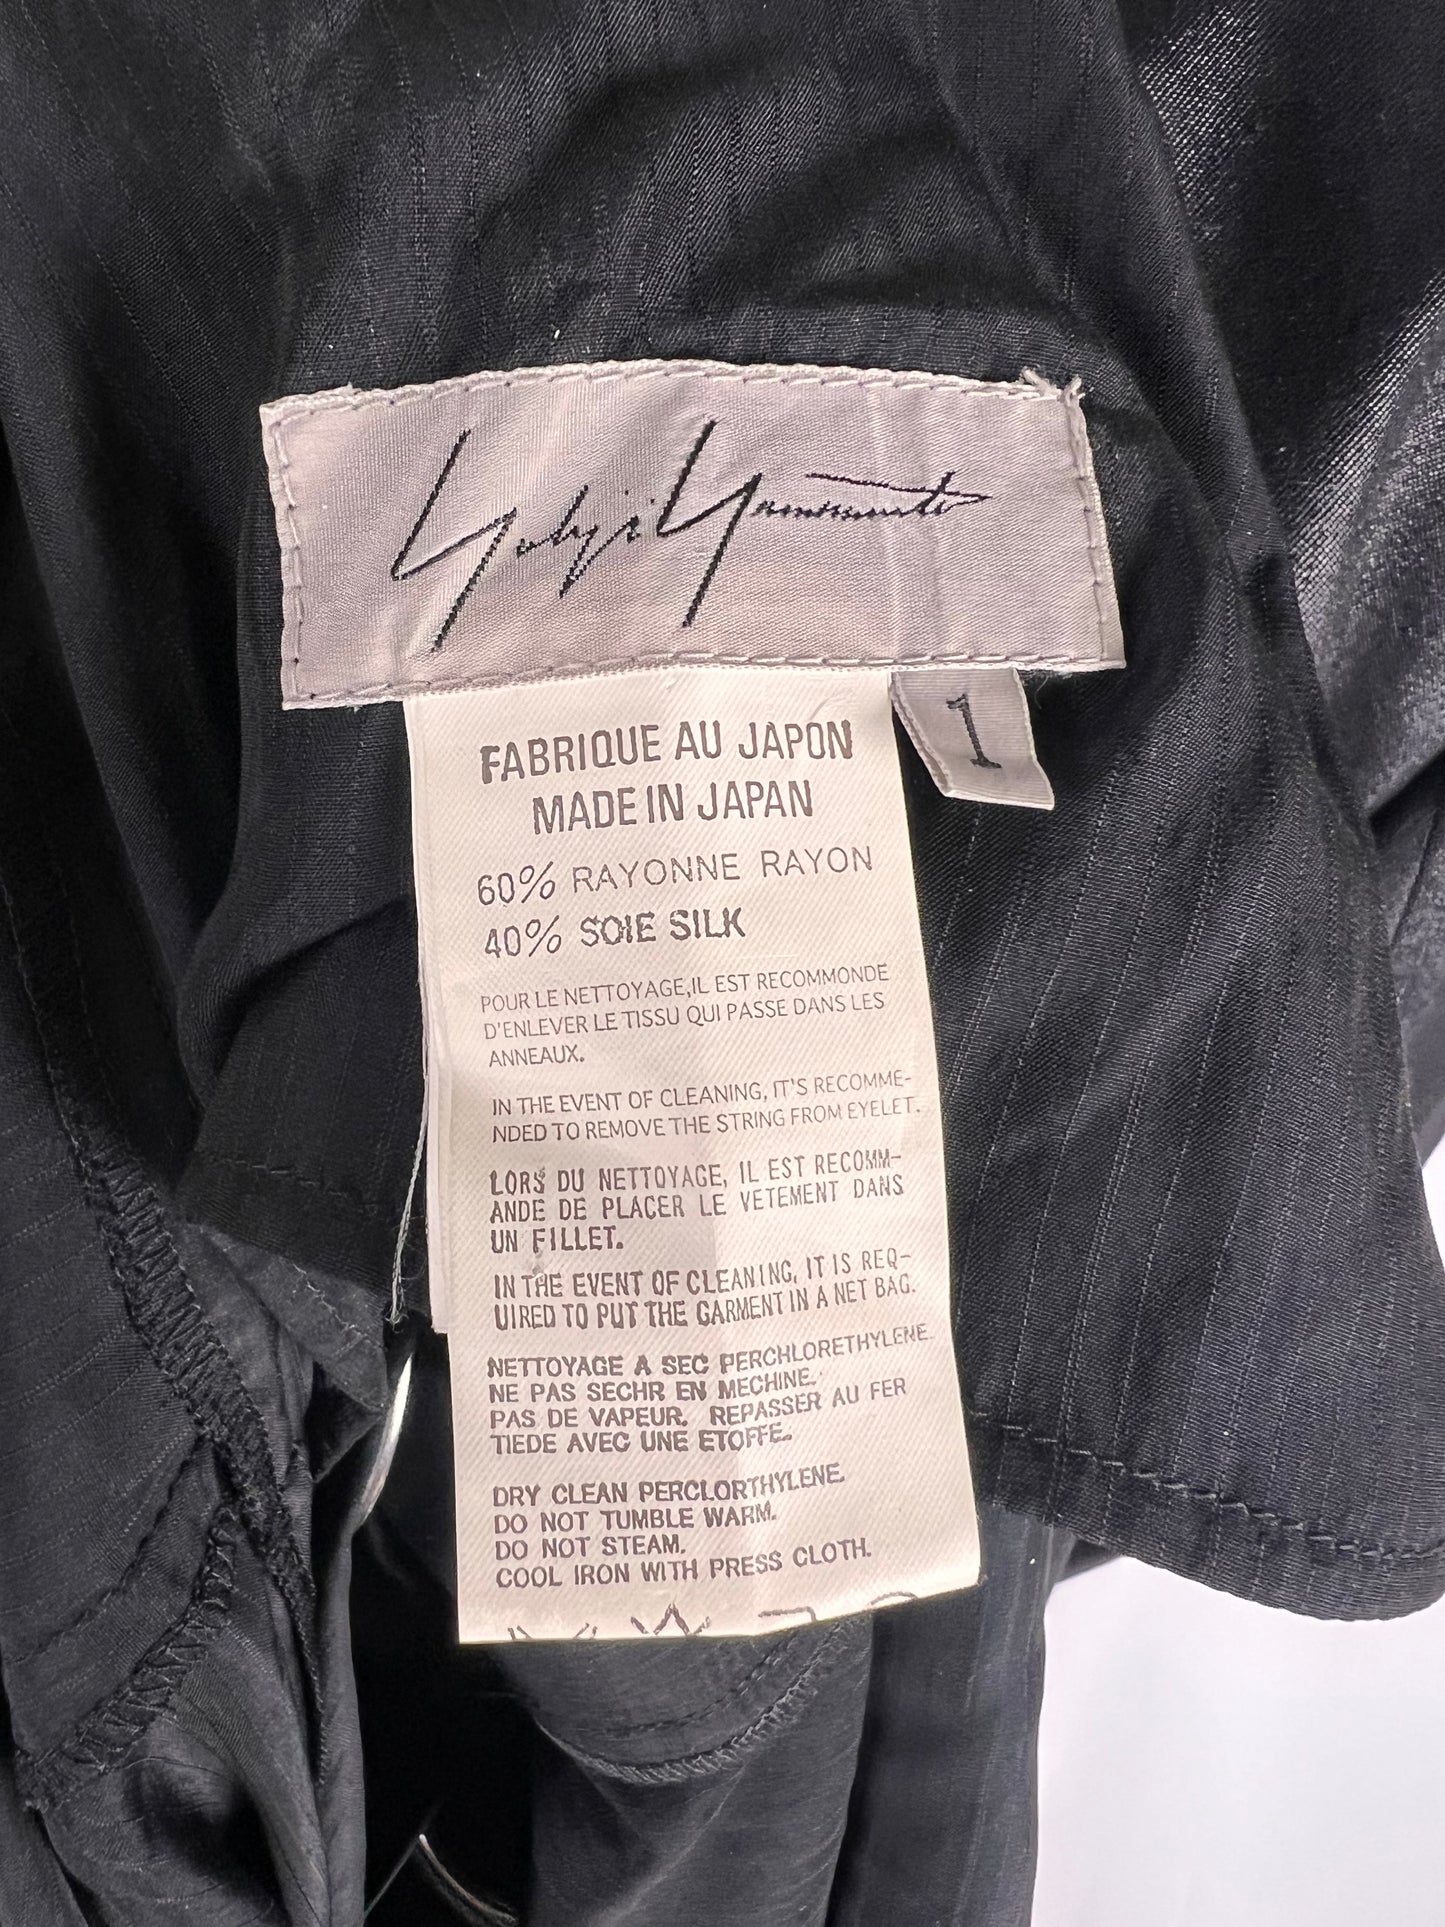 Yohji Yamamoto
1
FABRIQUE AU JAPON
MADE IN JAPAN
60% RAYONNE RAYON
40% SOIE SILK
POUR LE NETTOYAGE,IL EST RECOMMONDE
D'ENLEVER LE TISSU QUI PASSE DANS LES
ANNEAUX.
IN THE EVENT OF CLEANING, IT'S RECOMME-
NDED TO REMOVE THE STRING FROM EYELET.
LORS DU NETTOYAGE, IL EST RECOMM-
ANDE DE PLACER LE VETEMENT DANS
UN FILLET.
IN THE EVENT OF CLEANING, IT IS REQ-
UIRED TO PUT THE GARMENT IN A NET BAG.
NETTOYAGE A SEC PERCHLORETHYLENE.
NE PAS SECHR EN MECHINE.
PAS DE VAPEUR. REPASSER AU FER
TIEDE AVEC UNE ETOFFE.
DRY CLEAN PERCLORTHYLENE.
DO NOT TUMBLE WARM.
DO NOT STEAM.
COOL IRON WITH PRESS CLOTH.